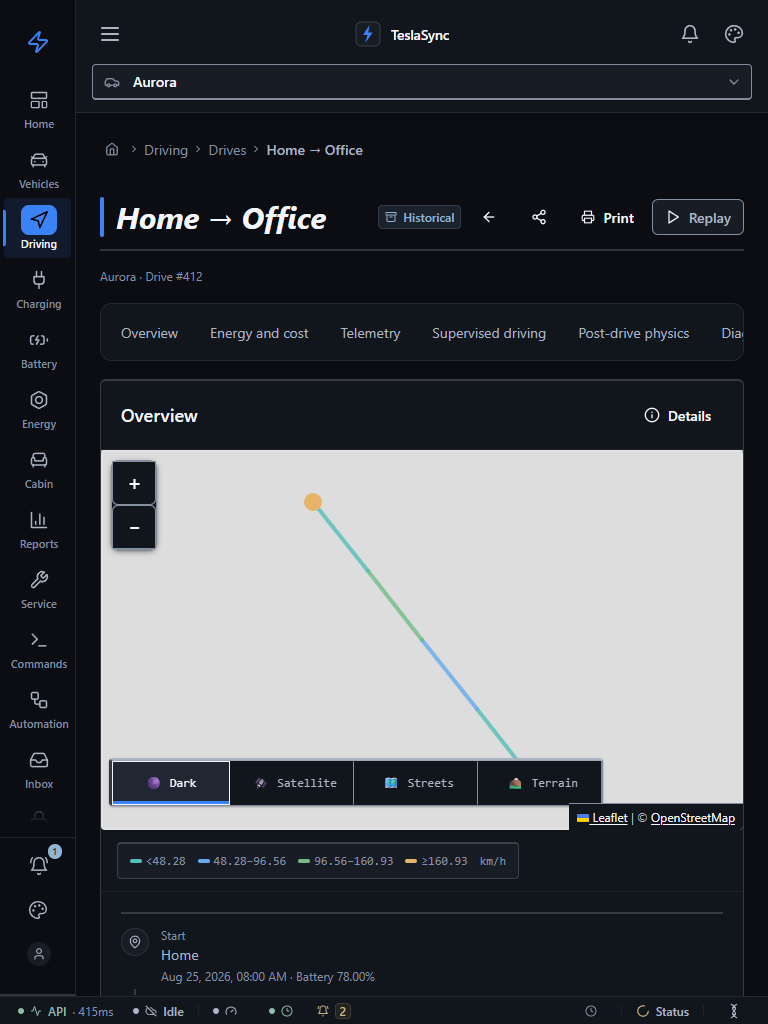 TeslaSync
Aurora
Home
Vehicles
Driving
Charging
Battery
Energy
Cabin
Reports
Service
Commands
Automation
Inbox
1
Driving > Drives > Home → Office
Home → Office
Historical
Print
Replay
Aurora · Drive #412
Overview
Energy and cost
Telemetry
Supervised driving
Post-drive physics
Overview
Details
+
−
Dark
Satellite
Streets
Terrain
Leaflet | © OpenStreetMap
<48.28
48.28–96.56
96.56–160.93
≥160.93 km/h
Start
Home
Aug 25, 2026, 08:00 AM · Battery 78.00%
API · 415ms
Idle
2
Status